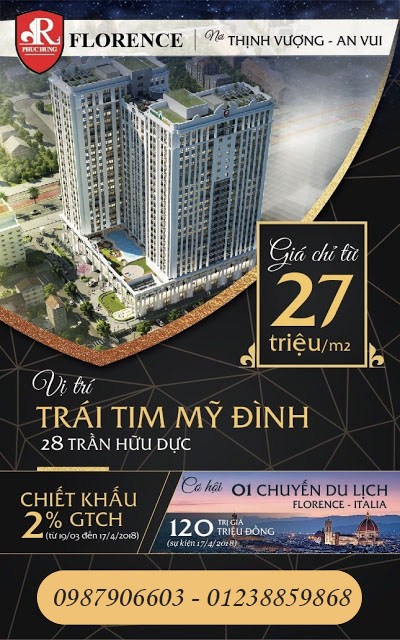 R
PHUC HUNG
FLORENCE | Nơi THỊNH VƯỢNG - AN VUI
Giá chỉ từ
27
triệu/m2
Vị trí
TRÁI TIM MỸ ĐÌNH
28 TRẦN HỮU DỰC
CHIẾT KHẤU
2% GTCH
(từ 19/03 đến 17/4/2018)
Cơ hội 01 CHUYẾN DU LỊCH
FLORENCE - ITALIA
120 TRỊ GIÁ
TRIỆU ĐỒNG
(sự kiện 17/4/2018)
0987906603 - 01238859868